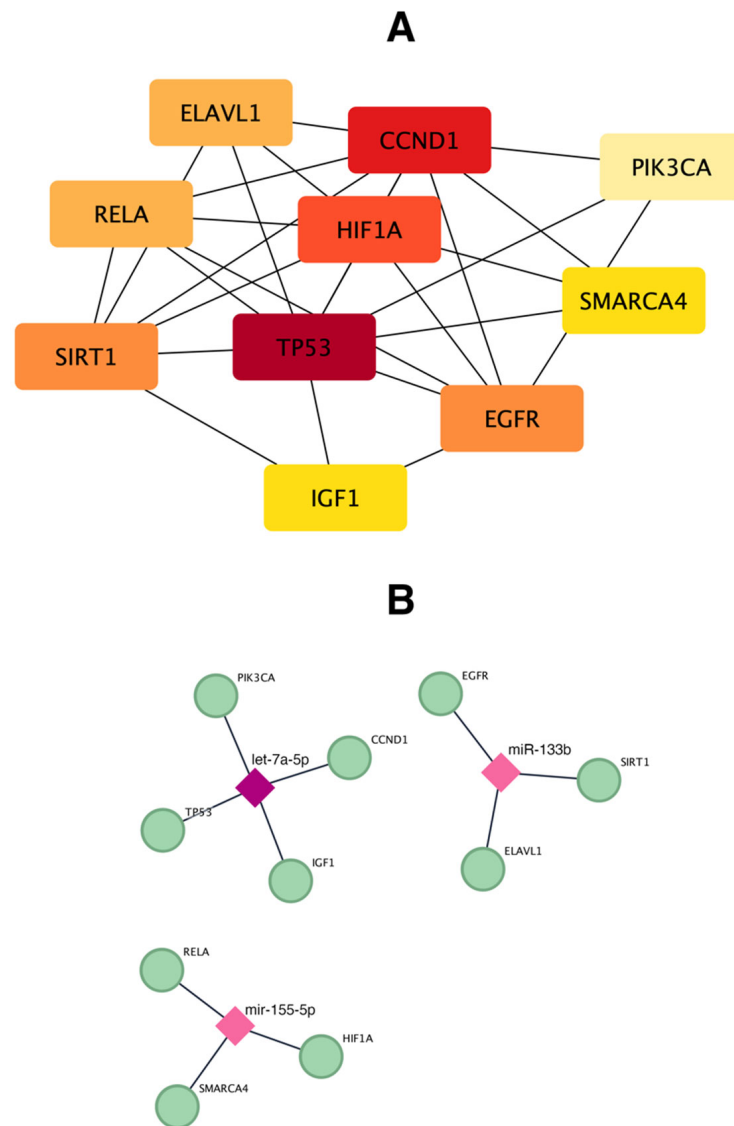 A
ELAVL1
CCND1
PIK3CA
RELA
HIF1A
SMARCA4
SIRT1
TP53
EGFR
IGF1
B
PIK3CA
EGFR
CCND1
let-7a-5p
miR-133b
SIRT1
TP53
ELAVL1
IGF1
RELA
mir-155-5p
HIF1A
SMARCA4